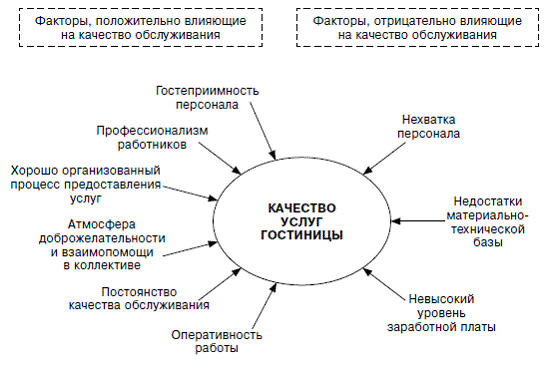 Факторы, положительно влияющие
на качество обслуживания
Факторы, отрицательно влияющие
на качество обслуживания
Гостеприимность
персонала
Профессионализм
работников
Хорошо организованный
процесс предоставления
услуг
Атмосфера
доброжелательности
и взаимопомощи
в коллективе
Постоянство
качества обслуживания
Оперативность
работы
КАЧЕСТВО
УСЛУГ
ГОСТИНИЦЫ
Нехватка
персонала
Недостатки
материально-
технической
базы
Невысокий
уровень
заработной платы